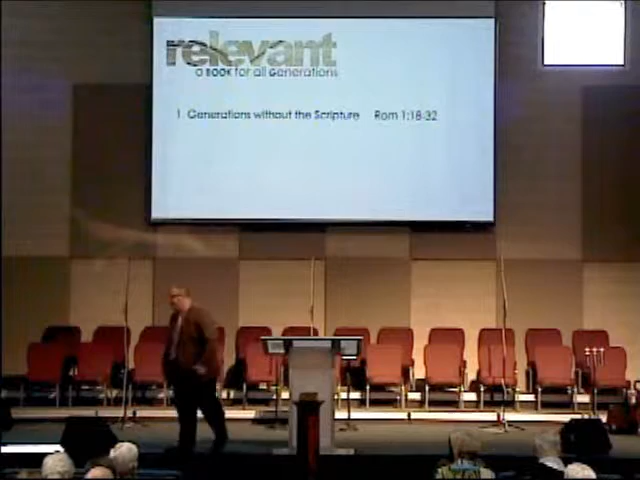 relevant
a BOOK for all Generations
1 Generations without the Scripture Rom 1:18-32